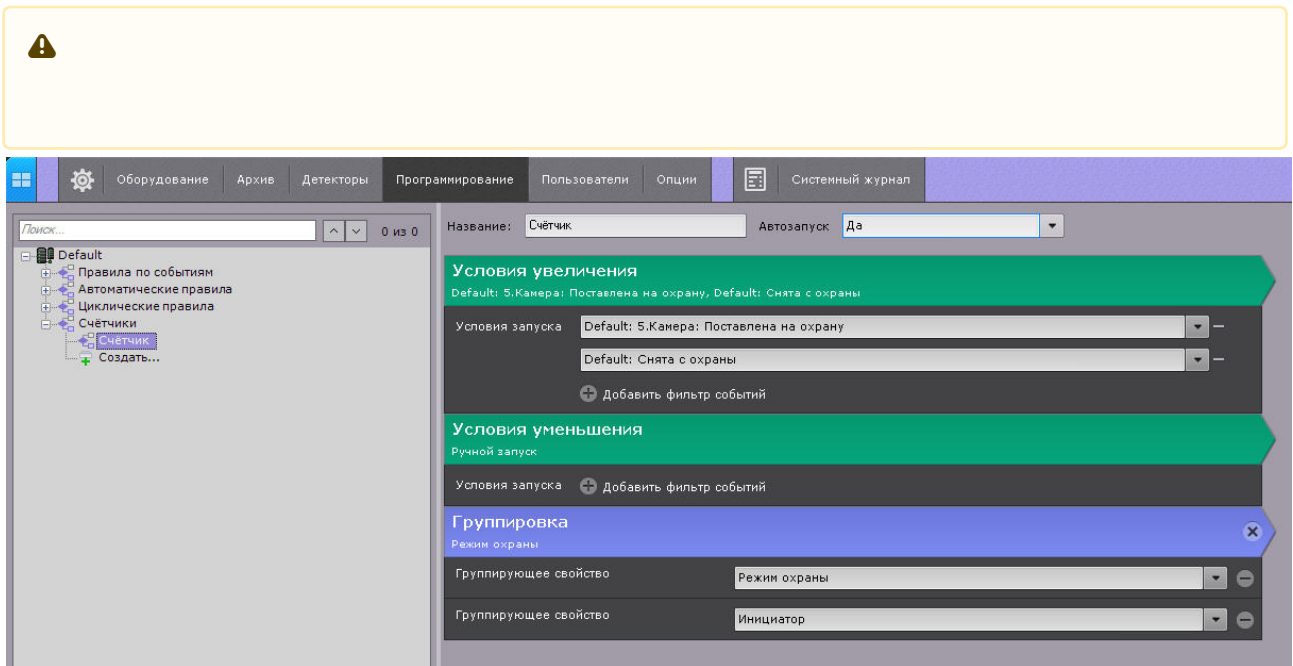 Оборудование Архив Детекторы Программирование Пользователи Опции Системный журнал
Поиск... 0 из 0
Default
Правила по событиям
Автоматические правила
Циклические правила
Счётчики
Счётчик
Создать...
Название: Счётчик Автозапуск Да
Условия увеличения
Default: 5.Камера: Поставлена на охрану, Default: Снята с охраны
Условия запуска Default: 5.Камера: Поставлена на охрану
Default: Снята с охраны
Добавить фильтр событий
Условия уменьшения
Ручной запуск
Условия запуска Добавить фильтр событий
Группировка
Режим охраны
Группирующее свойство Режим охраны
Группирующее свойство Инициатор